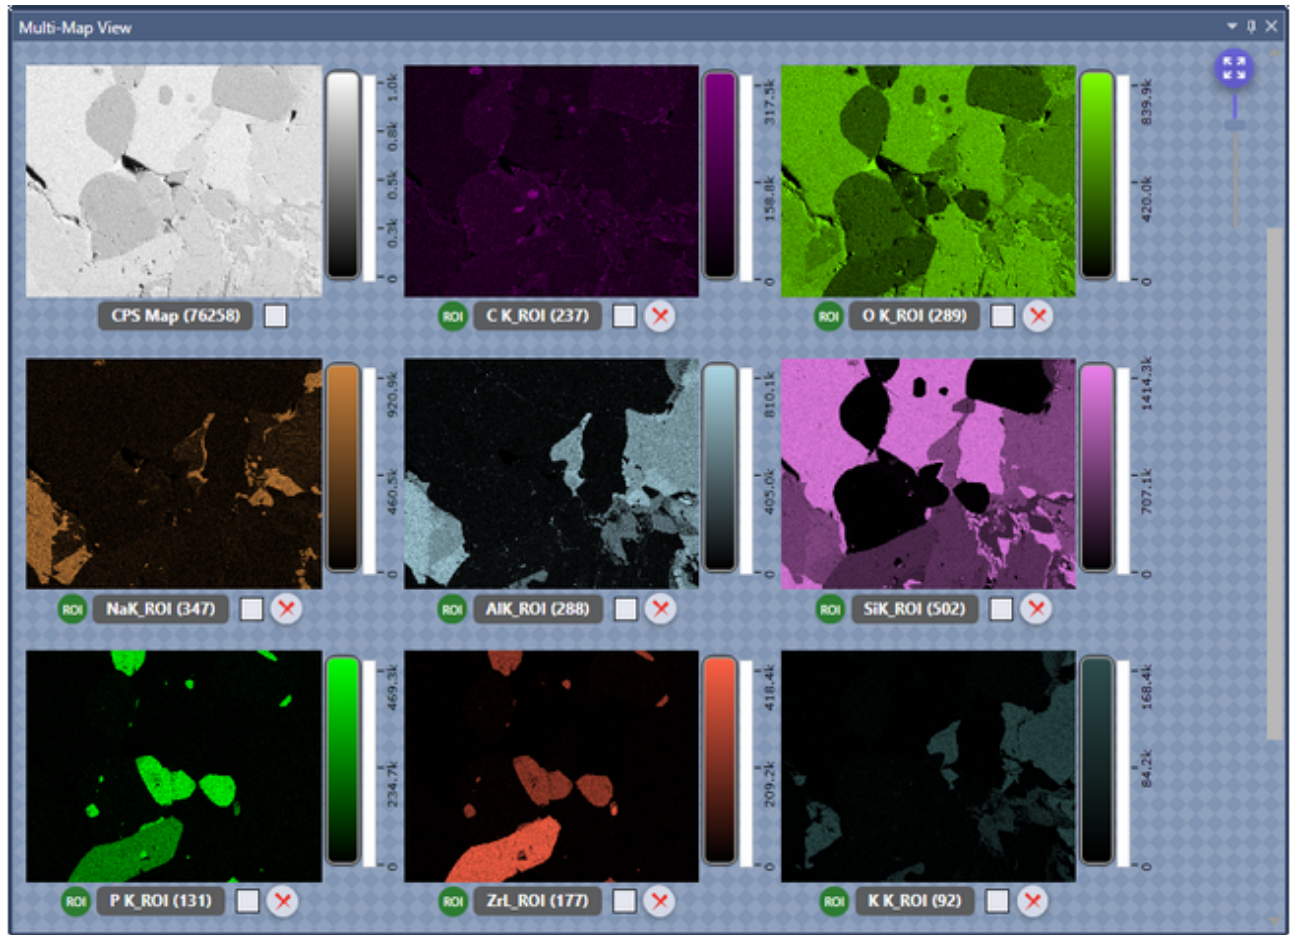 Multi-Map View
1.0k
0.8k
0.5k
0.3k
0
317.5k
158.8k
0
839.9k
420.0k
0
CPS Map (76258)
ROI C K_ROI (237)
ROI O K_ROI (289)
920.9k
460.5k
0
810.1k
405.0k
0
1414.3k
707.1k
0
ROI NaK_ROI (347)
ROI AlK_ROI (288)
ROI SiK_ROI (502)
469.3k
234.7k
0
418.4k
209.2k
0
168.4k
84.2k
0
ROI P K_ROI (131)
ROI ZrL_ROI (177)
ROI K K_ROI (92)